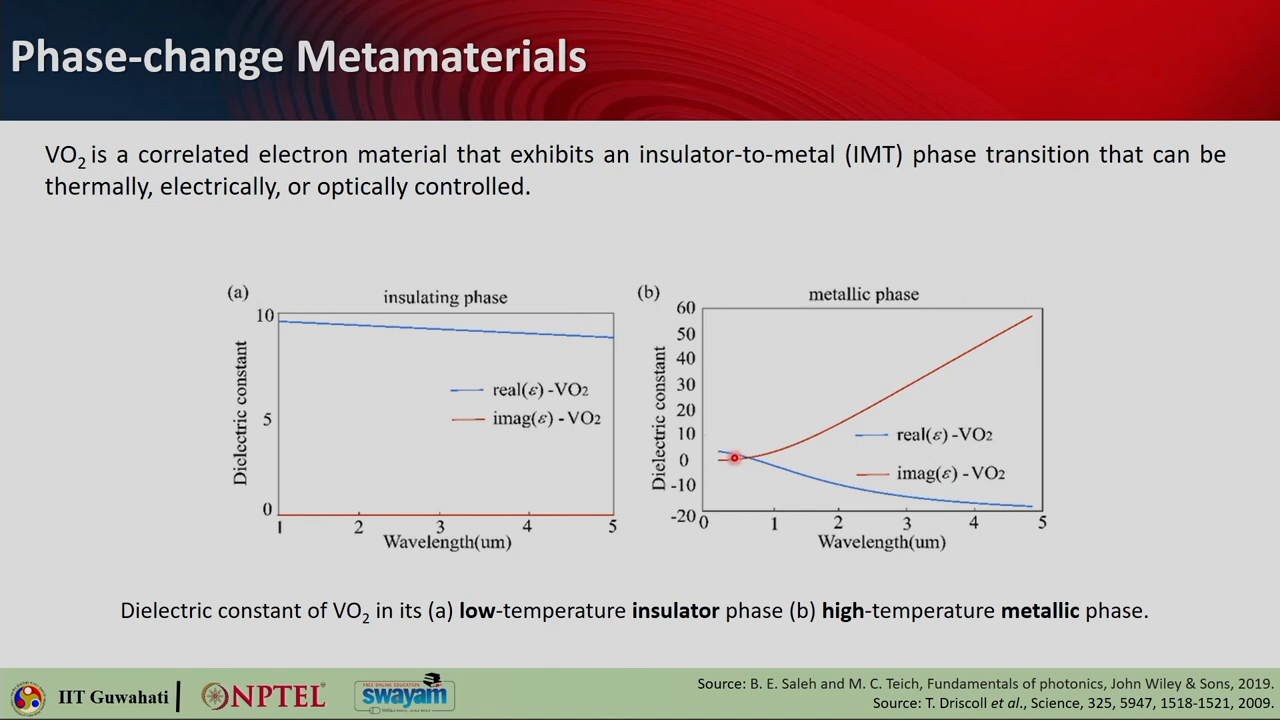 Phase-change Metamaterials
VO2 is a correlated electron material that exhibits an insulator-to-metal (IMT) phase transition that can be
thermally, electrically, or optically controlled.
(a)
insulating phase
10
5
0
Dielectric constant
real(ε) -VO2
imag(ε) -VO2
1 2 3 4 5
Wavelength(um)
(b)
metallic phase
60
50
40
30
20
10
0
-10
-20
Dielectric constant
real(ε) -VO2
imag(ε) -VO2
0 1 2 3 4 5
Wavelength(um)
Dielectric constant of VO2 in its (a) low-temperature insulator phase (b) high-temperature metallic phase.
IIT Guwahati
NPTEL
FREE ONLINE EDUCATION
swayam
Source: B. E. Saleh and M. C. Teich, Fundamentals of photonics, John Wiley & Sons, 2019.
Source: T. Driscoll et al., Science, 325, 5947, 1518-1521, 2009.